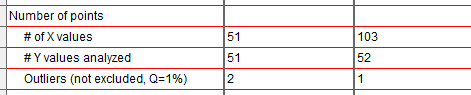 Number of points
# of X values 51 103
# Y values analyzed 51 52
Outliers (not excluded, Q=1%) 2 1